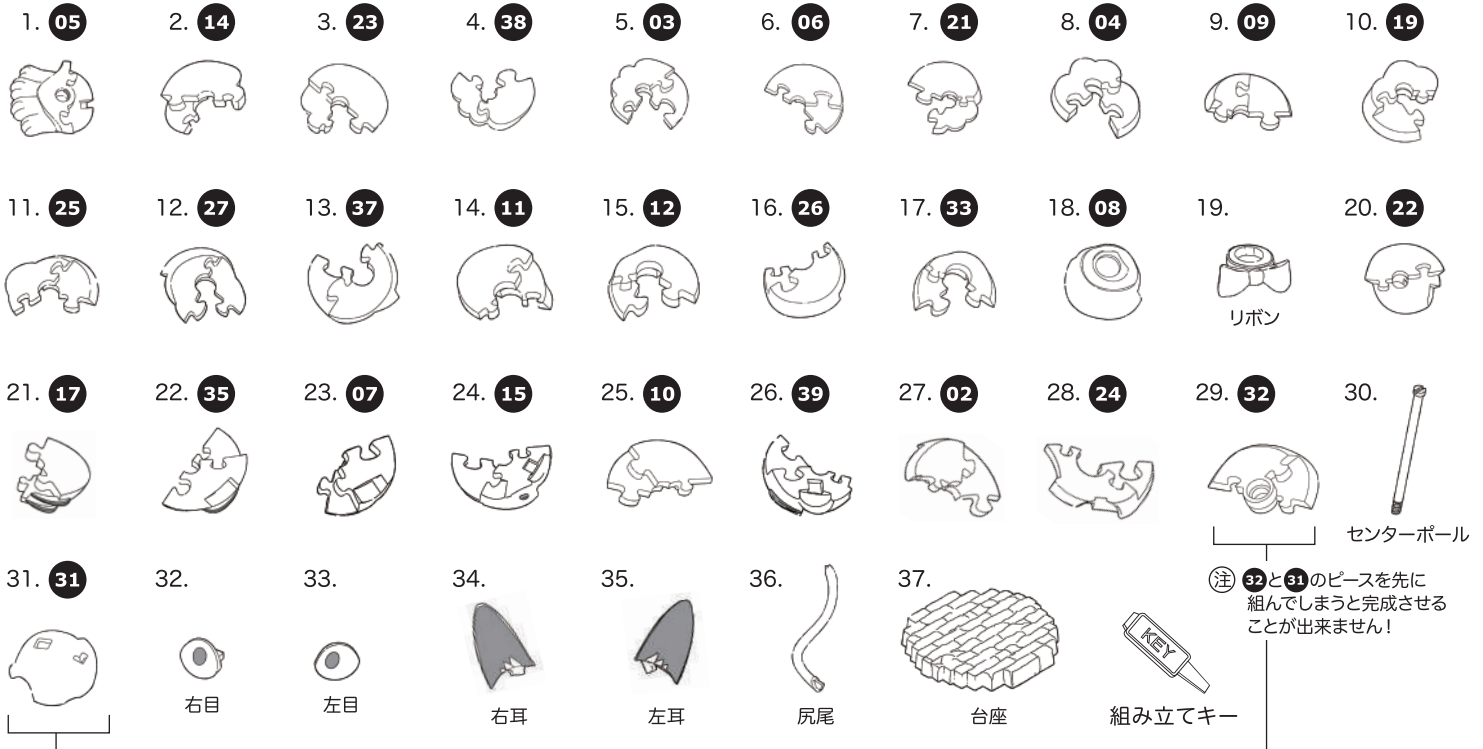 1. 05 2. 14 3. 23 4. 38 5. 03 6. 06 7. 21 8. 04 9. 09 10. 19
11. 25 12. 27 13. 37 14. 11 15. 12 16. 26 17. 33 18. 08 19. 20. 22
リボン
21. 17 22. 35 23. 07 24. 15 25. 10 26. 39 27. 02 28. 24 29. 32 30.
センターポール
31. 31 32. 33. 34. 35. 36. 37.
注 32と31のピースを先に
組んでしまうと完成させる
ことが出来ません!
KEY
右目 左目 右耳 左耳 尻尾 台座 組み立てキー